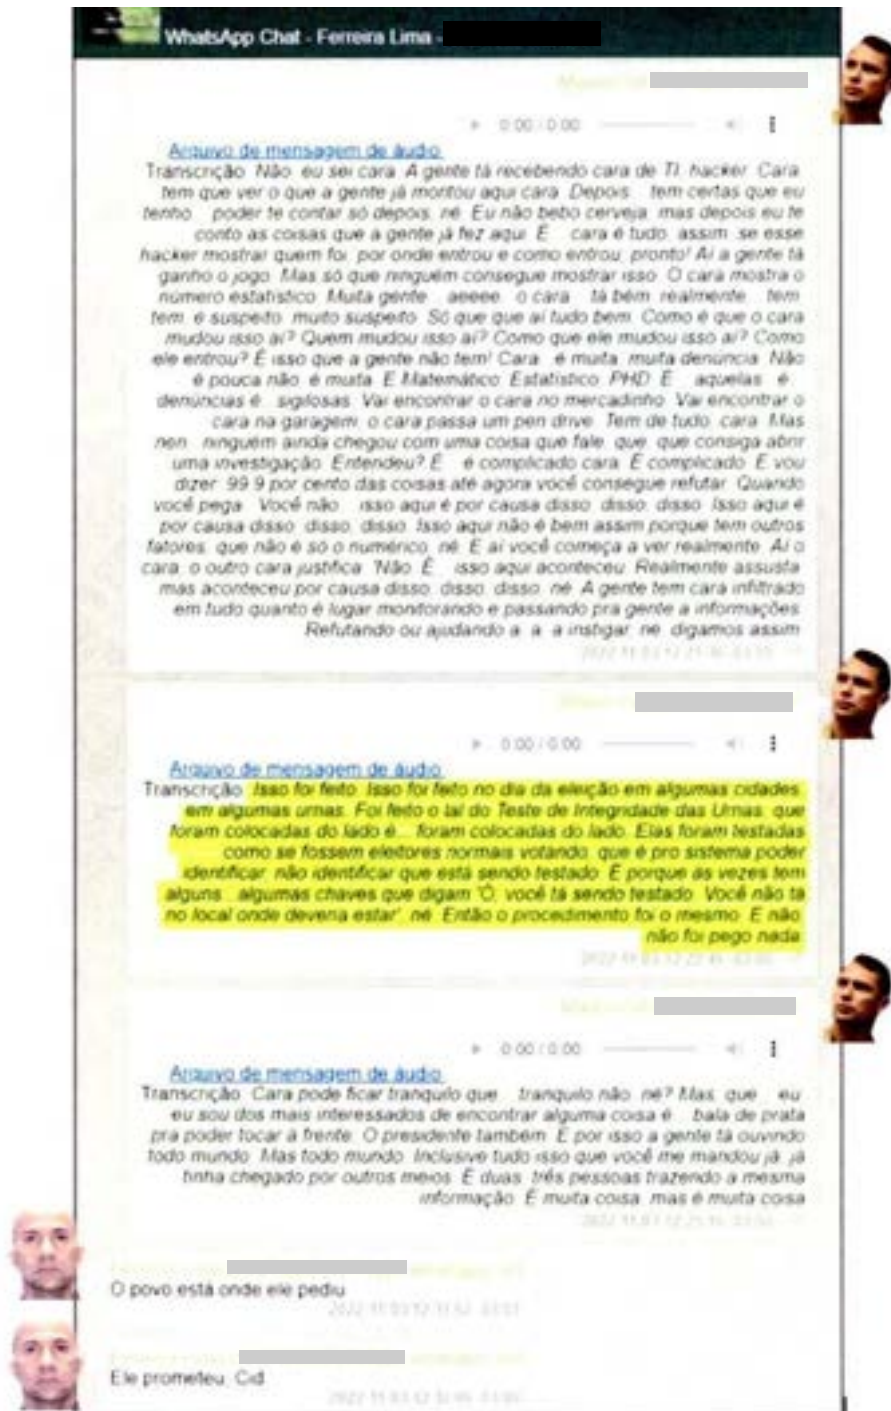 WhatsApp Chat - Ferreira Lima -
0:00 / 0:00
Arquivo de mensagem de áudio
Transcrição Não eu sei cara A gente tá recebendo cara de TI hacker Cara
tem que ver o que a gente já montou aqui cara Depois tem certas que eu
tenho poder te contar só depois né Eu não bebo cerveja mas depois eu te
conto as coisas que a gente já fez aqui E cara é tudo assim se esse
hacker mostrar quem foi por onde entrou e como entrou pronto! Aí a gente tá
ganho o jogo Mas só que ninguém consegue mostrar isso O cara mostra o
número estatístico Muita gente aeeee o cara tá bem realmente tem
tem é suspeito muito suspeito Só que que aí tudo bem Como é que o cara
mudou isso aí? Quem mudou isso aí? Como que ele mudou isso aí? Como
ele entrou? É isso que a gente não tem! Cara é muita muita denúncia Não
é pouca não é muita E Matemático Estatístico PHD E aquelas é
denúncias é sigilosas Vai encontrar o cara no mercadinho Vai encontrar o
cara na garagem o cara passa um pen drive Tem de tudo cara Mas
nen ninguém ainda chegou com uma coisa que fale que que consiga abrir
uma investigação Entendeu? É é complicado cara É complicado E vou
dizer 99.9 por cento das coisas até agora você consegue refutar Quando
você pega Você não isso aqui é por causa disso disso disso Isso aqui é
por causa disso disso disso Isso aqui não é bem assim porque tem outros
fatores que não é só o numérico né E aí você começa a ver realmente Aí o
cara o outro cara justifica 'Não É isso aqui aconteceu Realmente assusta
mas aconteceu por causa disso disso disso né A gente tem cara infiltrado
em tudo quanto é lugar monitorando e passando pra gente a informações
Refutando ou ajudando a a a instigar né digamos assim
0:00 / 0:00
Arquivo de mensagem de áudio
Transcrição Isso foi feito Isso foi feito no dia da eleição em algumas cidades
em algumas urnas Foi feito o tal do Teste de Integridade das Urnas que
foram colocadas do lado é... foram colocadas do lado Elas foram testadas
como se fossem eleitores normais votando que é pro sistema poder
identificar não identificar que está sendo testado E porque às vezes tem
alguns algumas chaves que digam 'Ó, você tá sendo testado Você não tá
no local onde deveria estar' né Então o procedimento foi o mesmo E não
não foi pego nada
0:00 / 0:00
Arquivo de mensagem de áudio
Transcrição Cara pode ficar tranquilo que tranquilo não né? Mas que eu
eu sou dos mais interessados de encontrar alguma coisa é bala de prata
pra poder tocar à frente O presidente também E por isso a gente tá ouvindo
todo mundo Mas todo mundo Inclusive tudo isso que você me mandou já já
tinha chegado por outros meios E duas três pessoas trazendo a mesma
informação É muita coisa mas é muita coisa
O povo está onde ele pediu
Ele prometeu, Cid